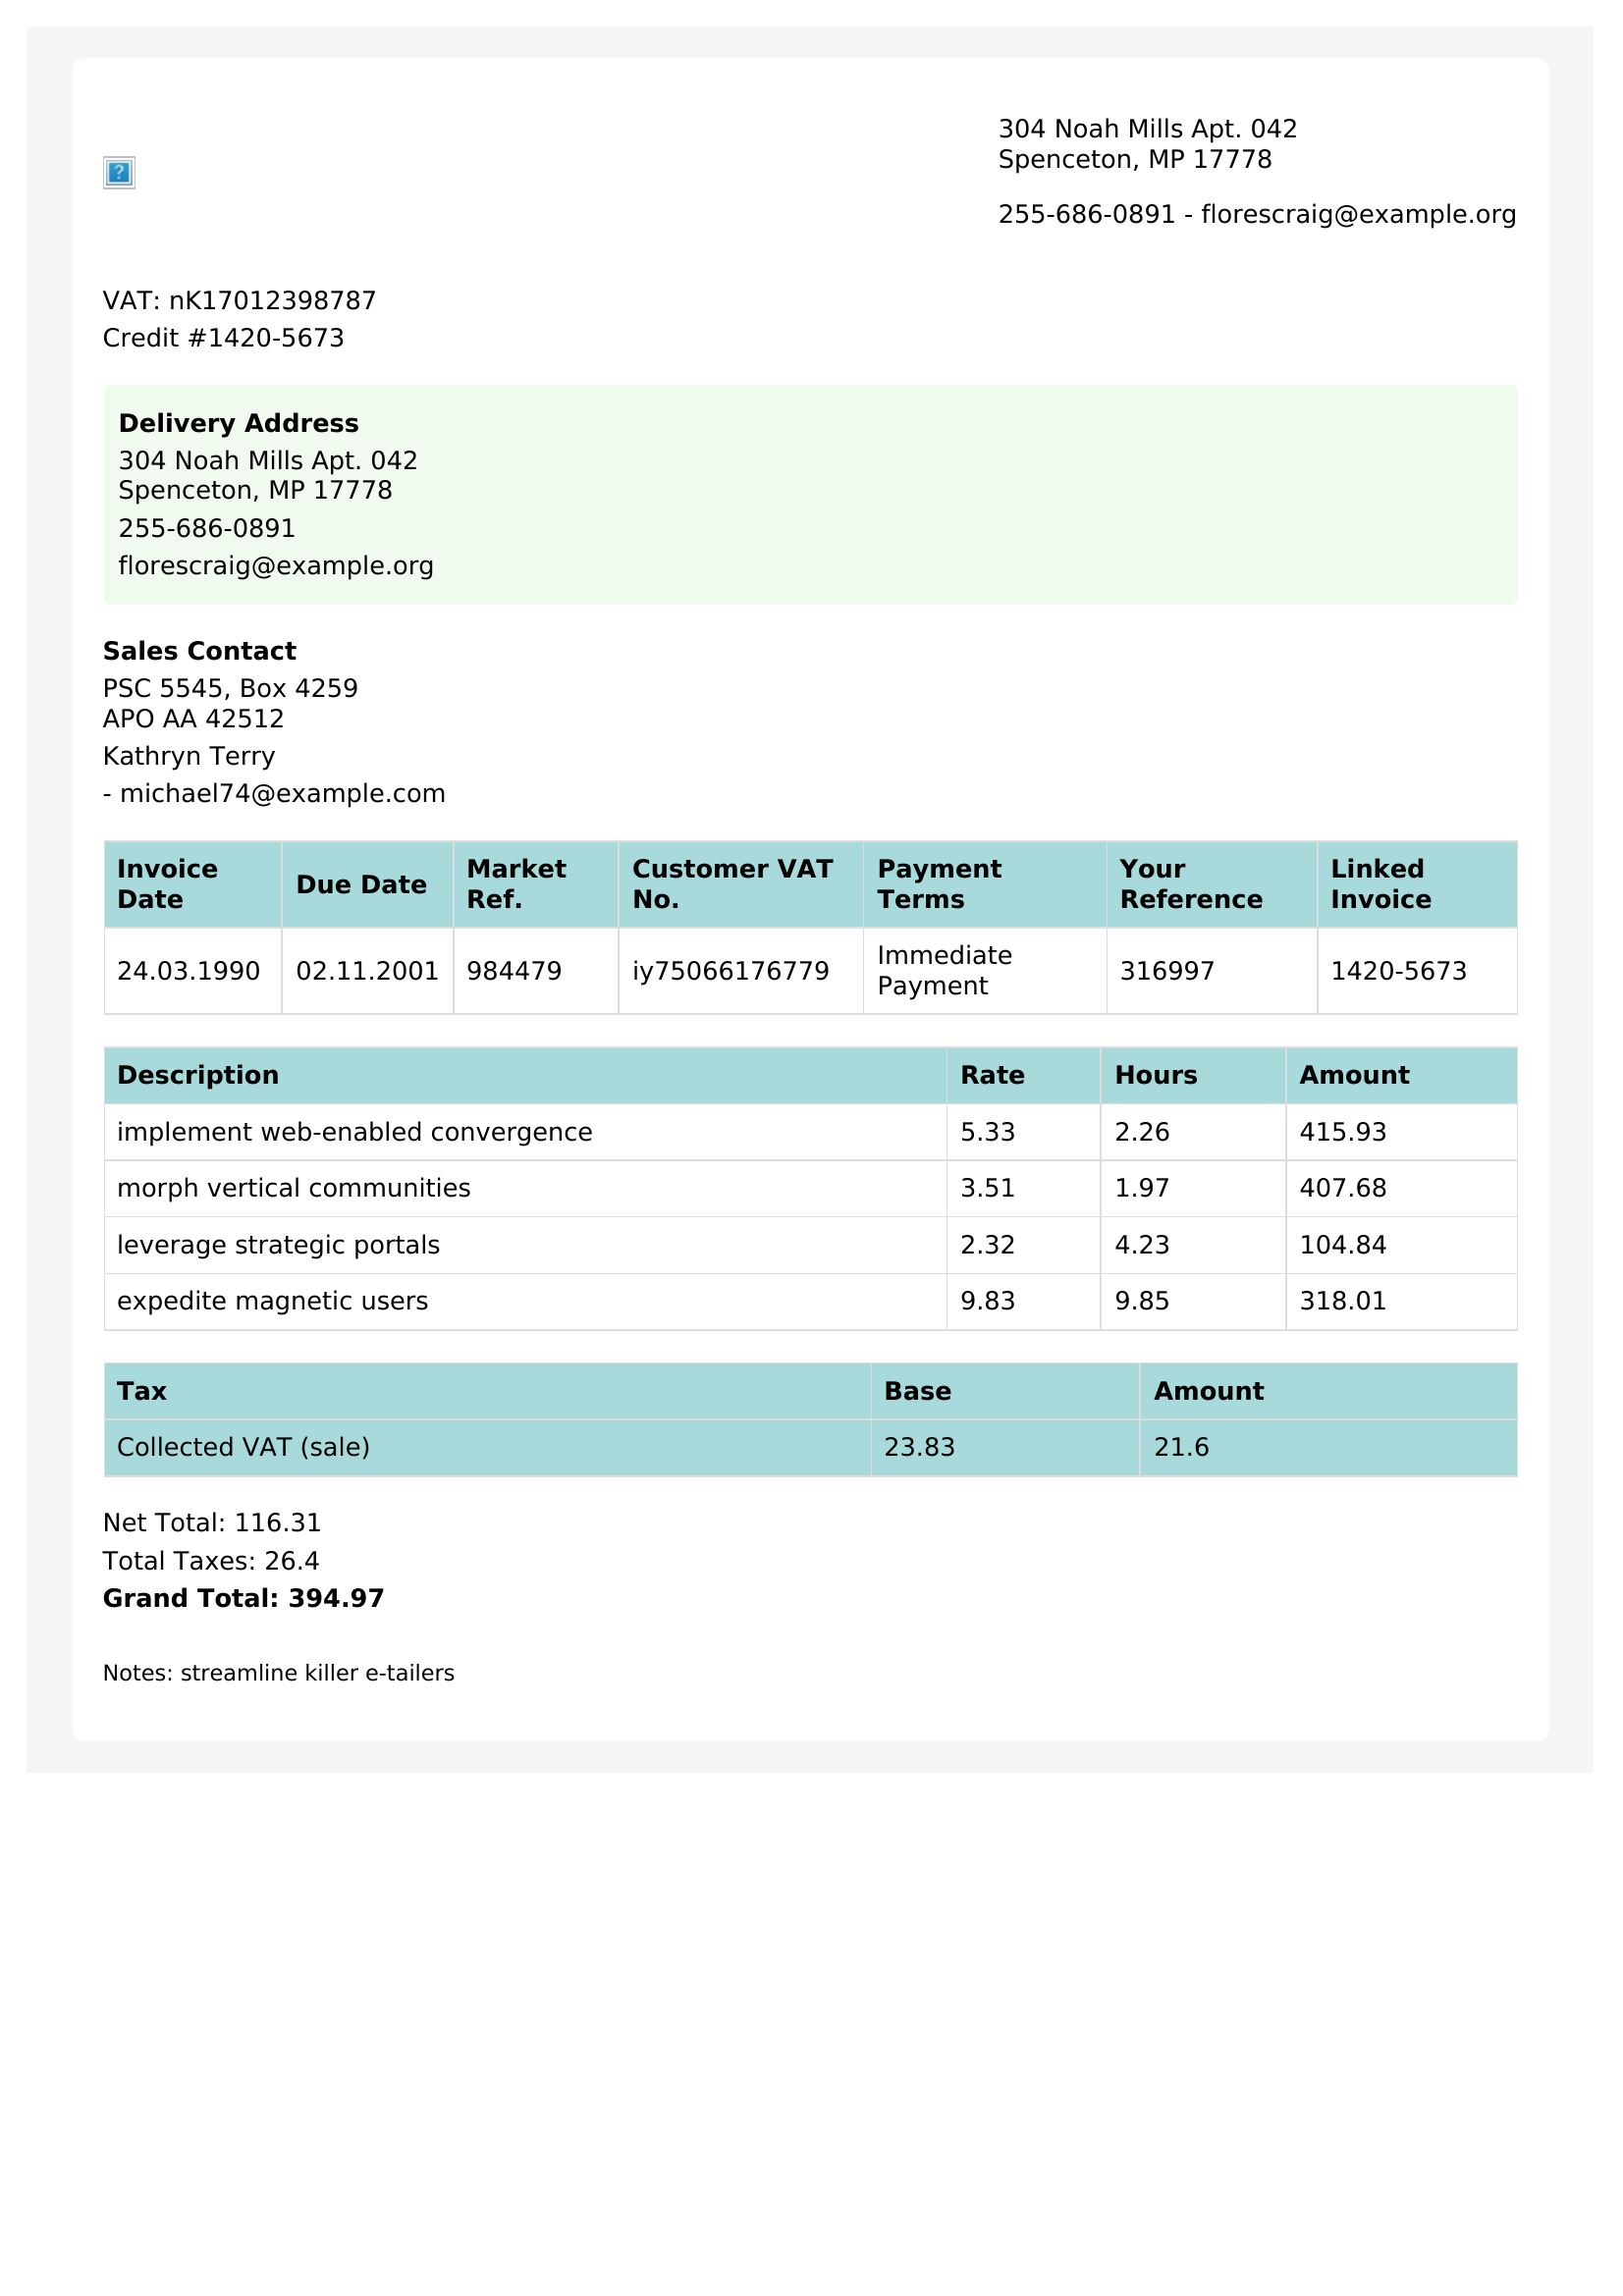 304 Noah Mills Apt. 042
Spenceton, MP 17778
255-686-0891 - florescraig@example.org
VAT: nK17012398787
Credit #1420-5673
Delivery Address
304 Noah Mills Apt. 042
Spenceton, MP 17778
255-686-0891
florescraig@example.org
Sales Contact
PSC 5545, Box 4259
APO AA 42512
Kathryn Terry
- michael74@example.com
Invoice Date Due Date Market Ref. Customer VAT No. Payment Terms Your Reference Linked Invoice
24.03.1990 02.11.2001 984479 iy75066176779 Immediate Payment 316997 1420-5673
Description Rate Hours Amount
implement web-enabled convergence 5.33 2.26 415.93
morph vertical communities 3.51 1.97 407.68
leverage strategic portals 2.32 4.23 104.84
expedite magnetic users 9.83 9.85 318.01
Tax Base Amount
Collected VAT (sale) 23.83 21.6
Net Total: 116.31
Total Taxes: 26.4
Grand Total: 394.97
Notes: streamline killer e-tailers